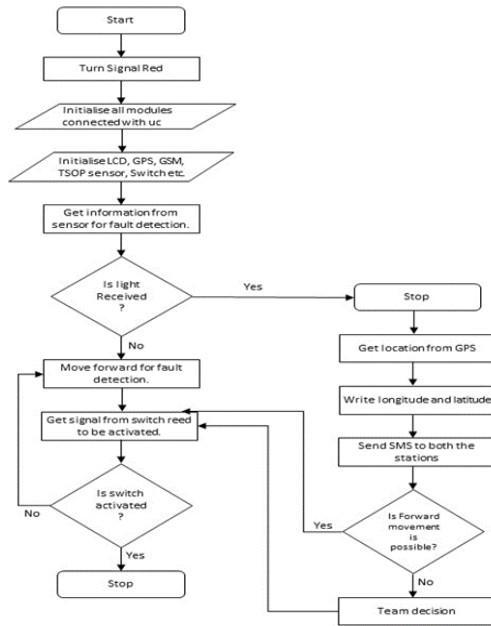 Start
Turn Signal Red
Initialise all modules
connected with uc
Initialise LCD, GPS, GSM,
TSOP sensor, Switch etc.
Get information from
sensor for fault detection.
Is light
Received
?
Yes
No
Move forward for fault
detection.
Get signal from switch reed
to be activated.
Is switch
activated
?
No
Yes
Stop
Stop
Get location from GPS
Write longitude and latitude
Send SMS to both the
stations
Is Forward
movement
is
possible?
Yes
No
Team decision